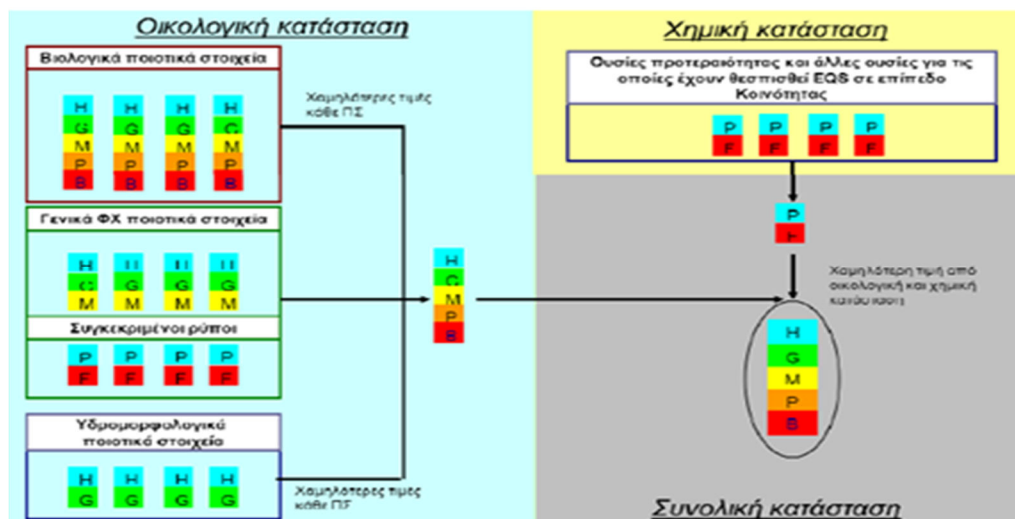 Οικολογική κατάσταση
Βιολογικά ποιοτικά στοιχεία
H H H H
G G G G
M M M M
P P P P
B B B B
Χαμηλότερες τιμές
κάθε ΠΣ
Γενικά ΦΧ ποιοτικά στοιχεία
H H H H
G G G G
M M M M
Συγκεκριμένοι ρύποι
P P P P
F F F F
Υδρομορφολογικά
ποιοτικά στοιχεία
H H H H
G G G G
Χαμηλότερες τιμές
κάθε ΠΣ
H
G
M
P
B
Χημική κατάσταση
Ουσίες προτεραιότητας και άλλες ουσίες για τις
οποίες έχουν θεσπισθεί EQS σε επίπεδο
Κοινότητας
P P P P
F F F F
P
F
Χαμηλότερη τιμή από
οικολογική και χημική
κατάσταση
H
G
M
P
B
Συνολική κατάσταση